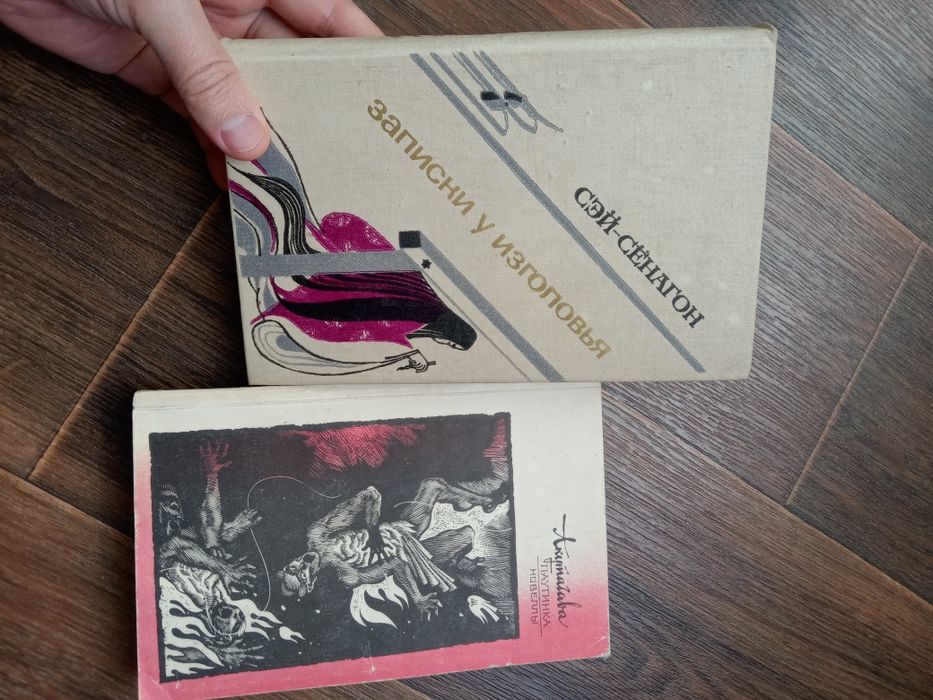 СЭЙ-СЁНАГОН
ЗАПИСКИ У ИЗГОЛОВЬЯ
Акутагава
ПАУТИНКА
НОВЕЛЛЫ